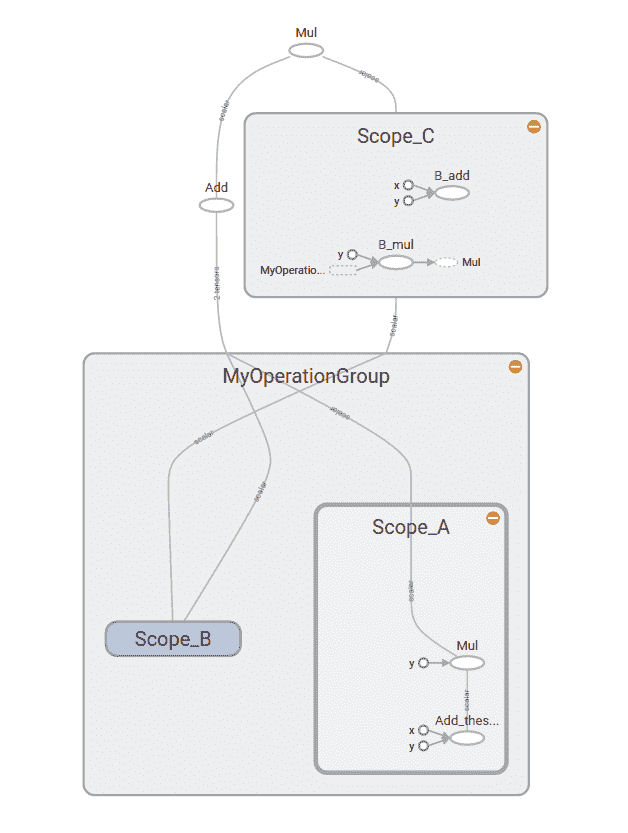 Mul
scalar
scalar
Scope_C
B_add
x
y
Add
B_mul
y
MyOperatio...
Mul
2 tensors
scalar
MyOperationGroup
scalar
scalar
scalar
Scope_A
scalar
Scope_B
Mul
y
scalar
Add_thes...
x
y